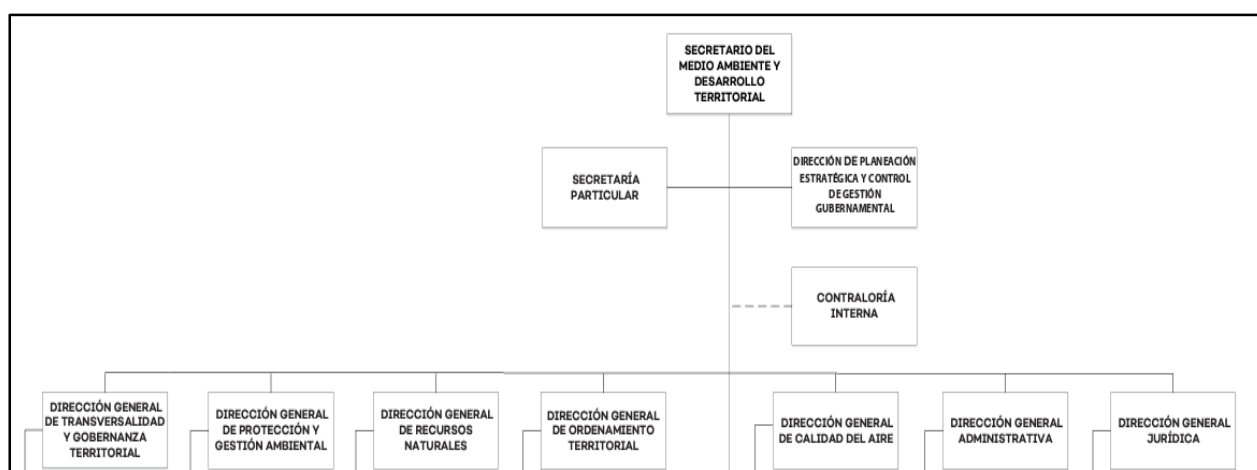 SECRETARIO DEL
MEDIO AMBIENTE Y
DESARROLLO
TERRITORIAL
SECRETARÍA
PARTICULAR
DIRECCIÓN DE PLANEACIÓN
ESTRATÉGICA Y CONTROL
DE GESTIÓN
GUBERNAMENTAL
CONTRALORÍA
INTERNA
DIRECCIÓN GENERAL
DE TRANSVERSALIDAD
Y GOBERNANZA
TERRITORIAL
DIRECCIÓN GENERAL
DE PROTECCIÓN Y
GESTIÓN AMBIENTAL
DIRECCIÓN GENERAL
DE RECURSOS
NATURALES
DIRECCIÓN GENERAL
DE ORDENAMIENTO
TERRITORIAL
DIRECCIÓN GENERAL
DE CALIDAD DEL AIRE
DIRECCIÓN GENERAL
ADMINISTRATIVA
DIRECCIÓN GENERAL
JURÍDICA